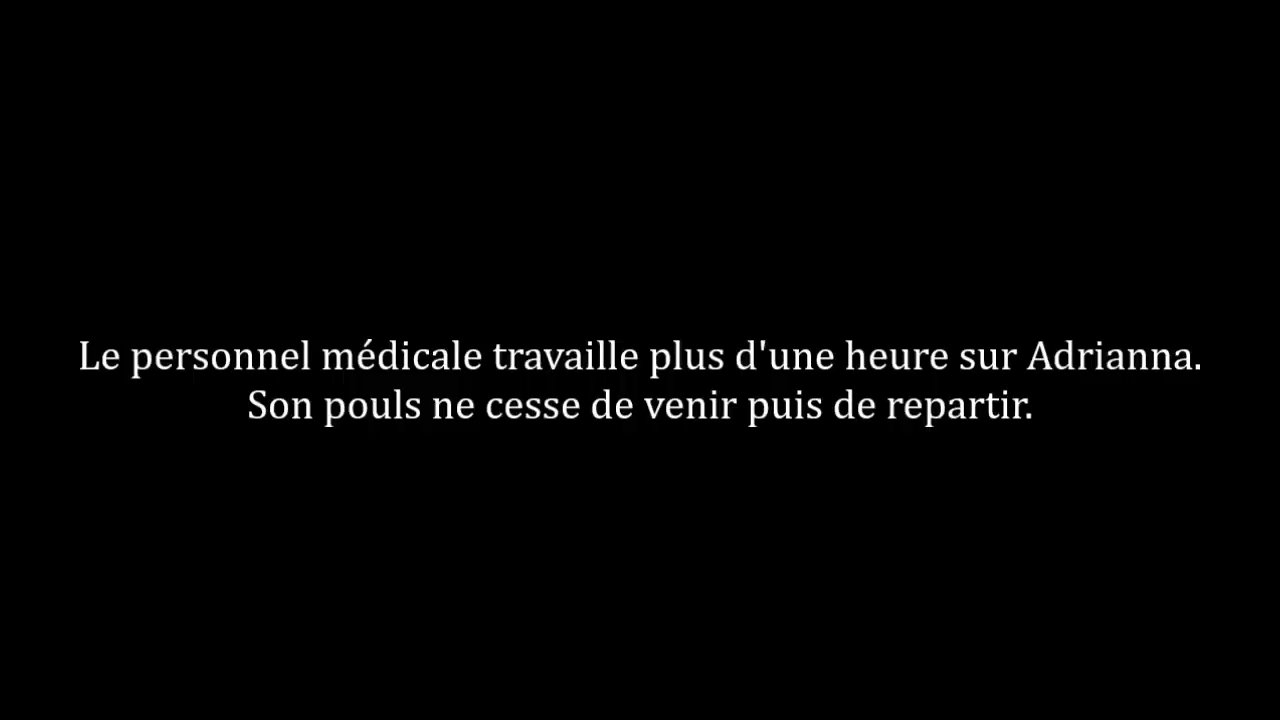 Le personnel médicale travaille plus d'une heure sur Adrianna.
Son pouls ne cesse de venir puis de repartir.